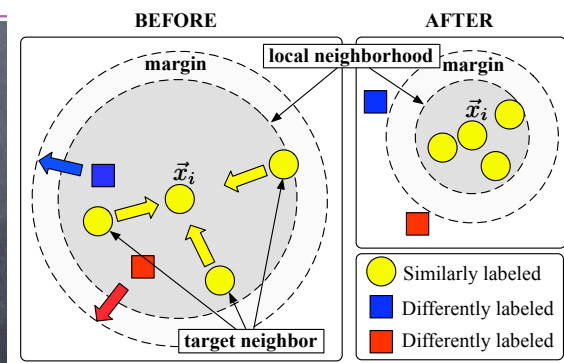 BEFORE
AFTER
margin
local neighborhood
margin
x⃗ᵢ
x⃗ᵢ
target neighbor
Similarly labeled
Differently labeled
Differently labeled